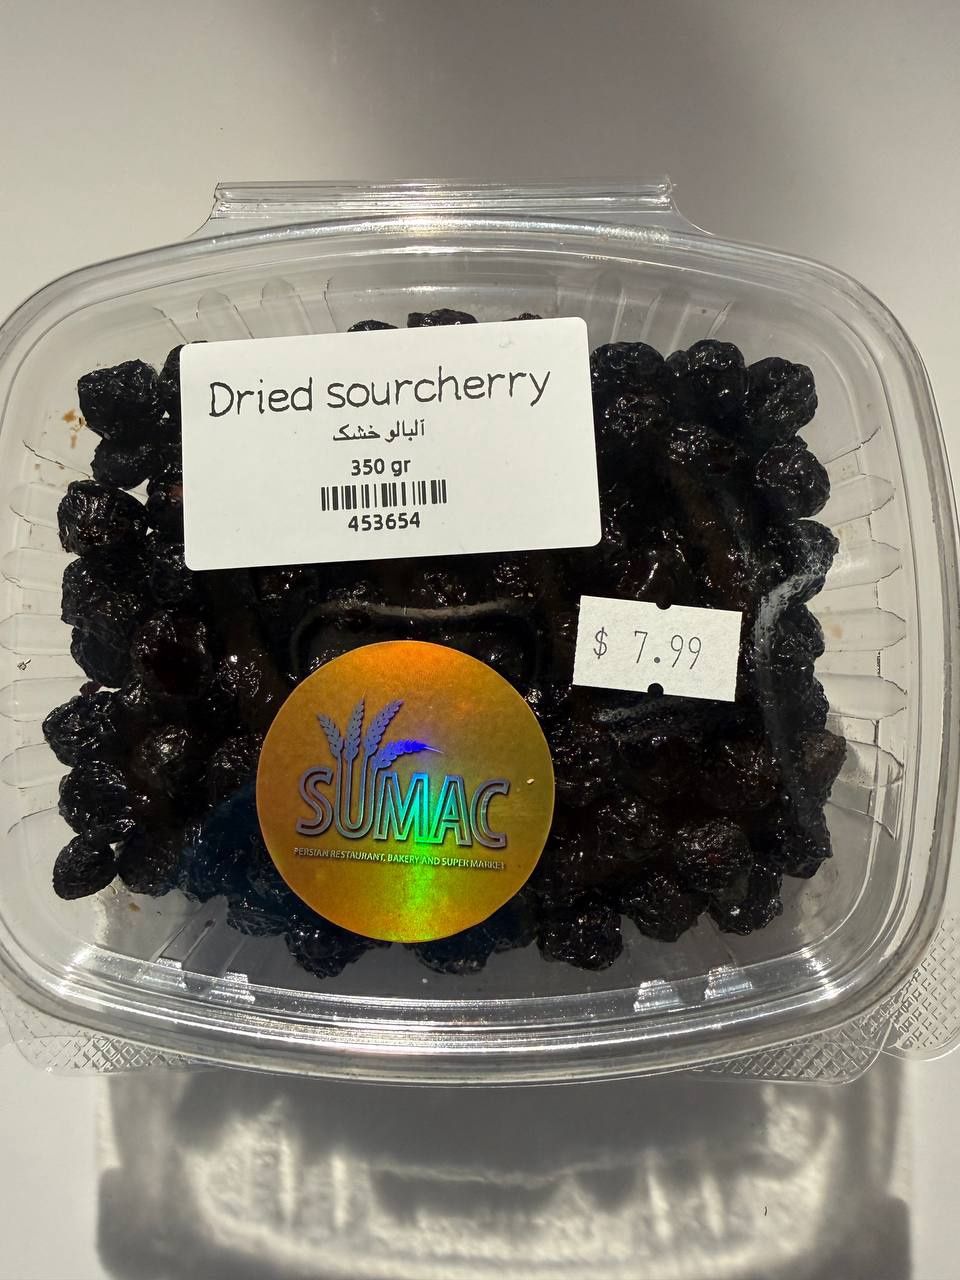 Dried sourcherry
آلبالو خشک
350 gr
453654
$ 7.99
SUMAC
PERSIAN RESTAURANT, BAKERY AND SUPER MARKET